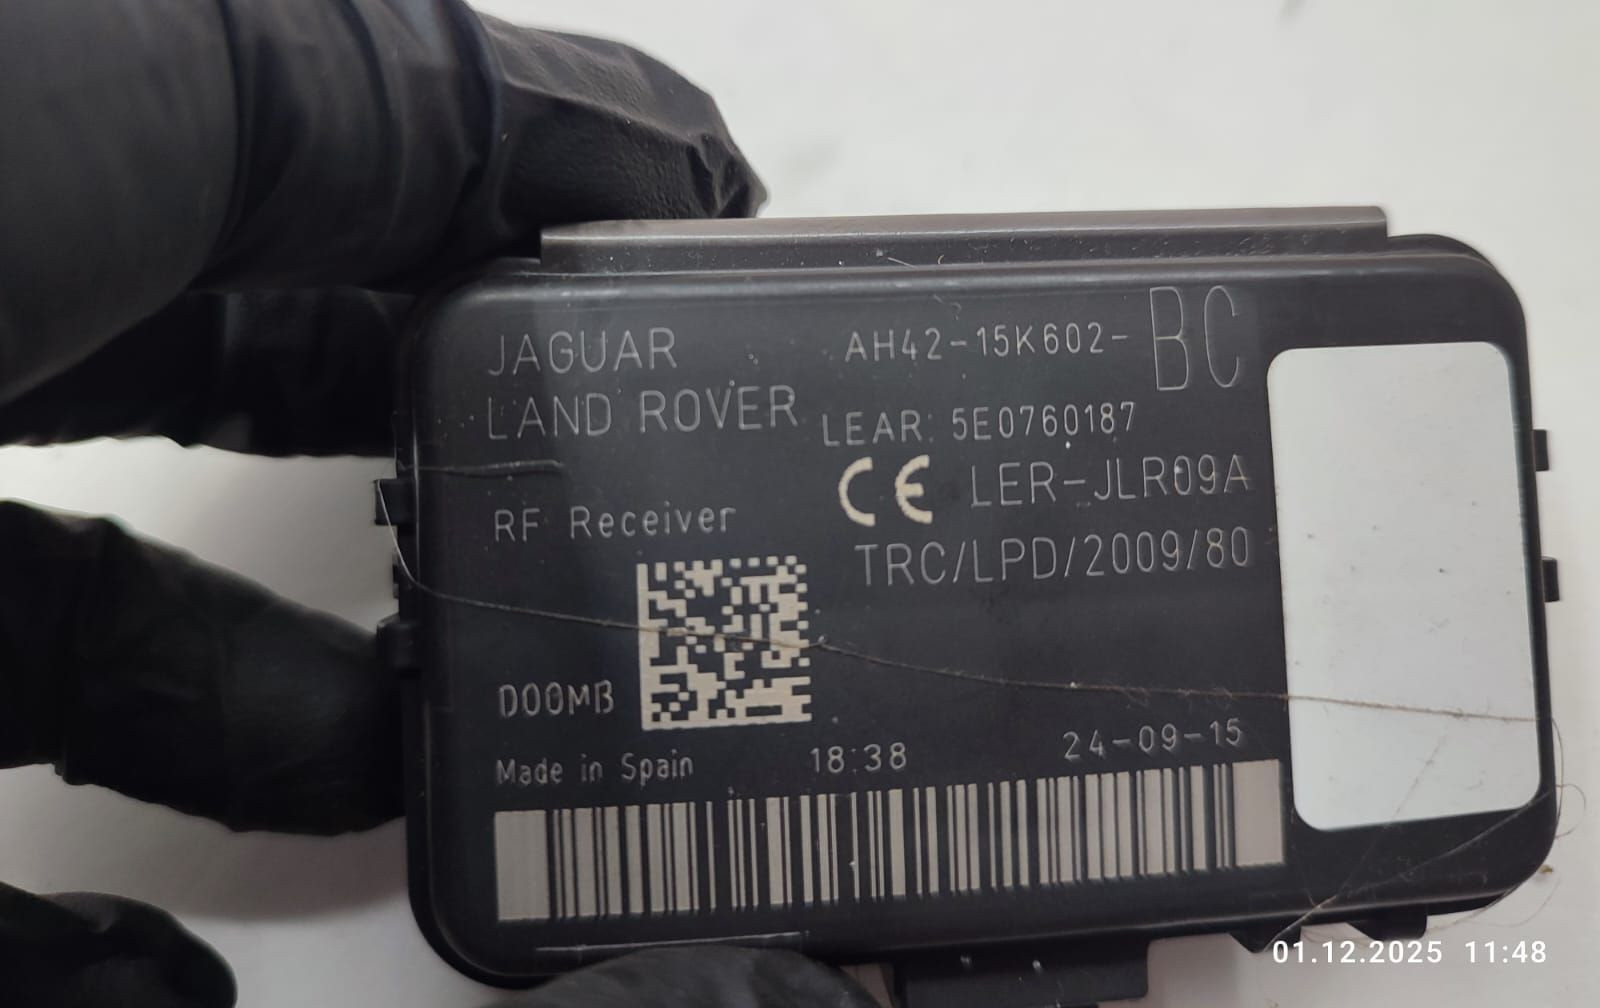 JAGUAR
LAND ROVER
AH42-15K602-BC
LEAR: 5E0760187
CE LER-JLR09A
TRC/LPD/2009/80
RF Receiver
D00MB
Made in Spain 18:38 24-09-15
01.12.2025 11:48